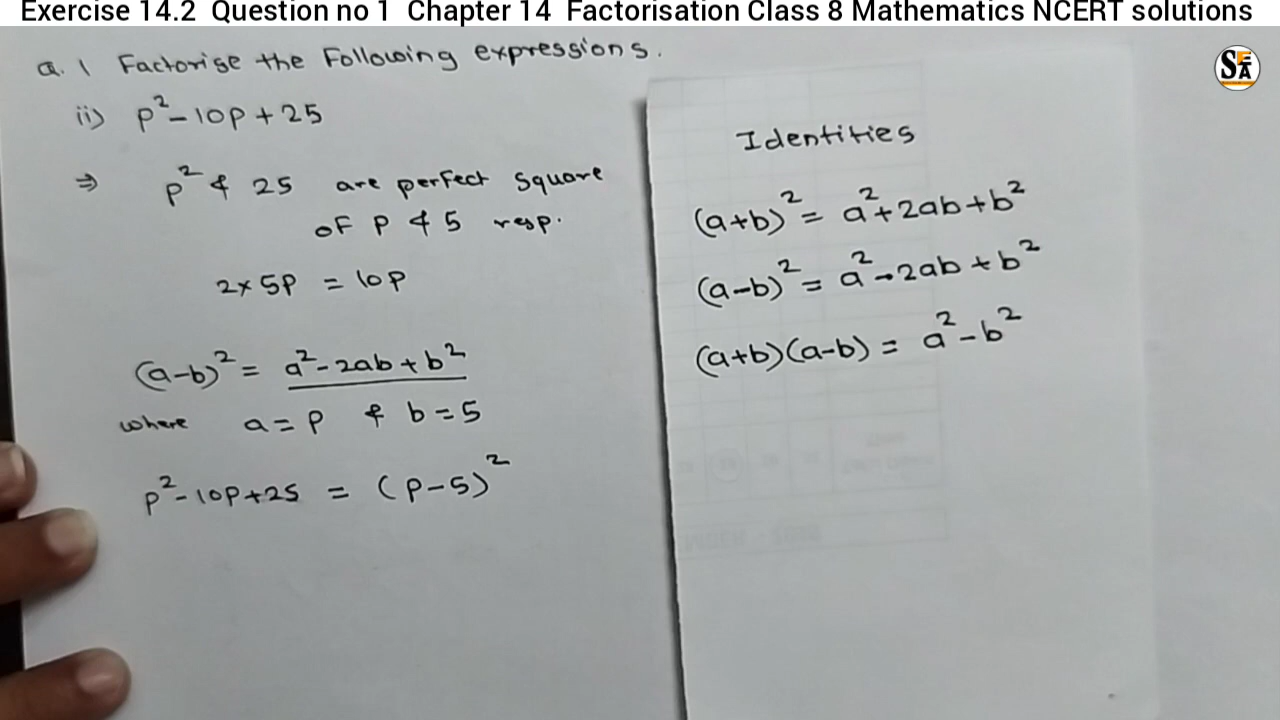 Exercise 14.2 Question no 1 Chapter 14 Factorisation Class 8 Mathematics NCERT solutions
SEA
Q. 1 Factorise the Following expressions.
ii) p² - 10p + 25
⇒ p² & 25 are perfect square
of p & 5 resp.
2 × 5p = 10p
(a-b)² = a² - 2ab + b²
where a = p & b = 5
p² - 10p + 25 = (p - 5)²
Identities
(a+b)² = a² + 2ab + b²
(a-b)² = a² - 2ab + b²
(a+b)(a-b) = a² - b²